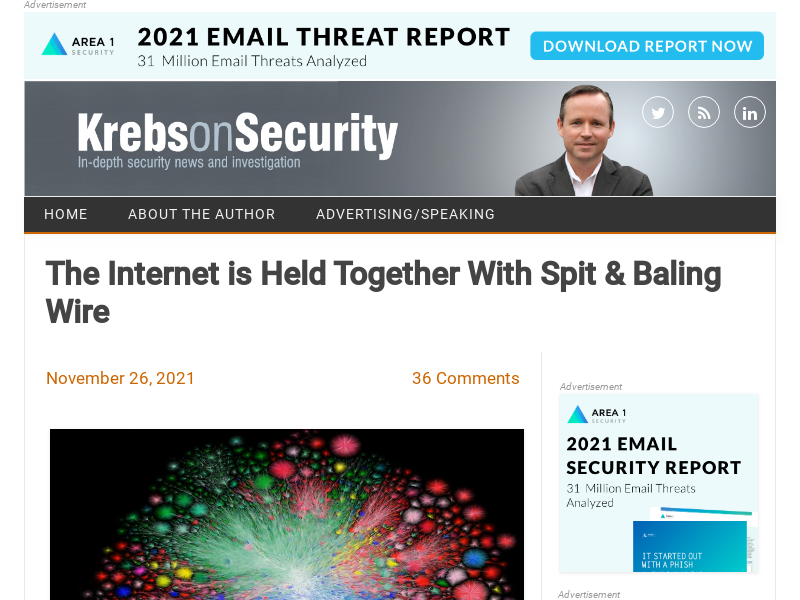 Advertisement
AREA 1
SECURITY
2021 EMAIL THREAT REPORT
31 Million Email Threats Analyzed
DOWNLOAD REPORT NOW
KrebsonSecurity
In-depth security news and investigation
HOME
ABOUT THE AUTHOR
ADVERTISING/SPEAKING
The Internet is Held Together With Spit & Baling
Wire
November 26, 2021
36 Comments
Advertisement
AREA 1
SECURITY
2021 EMAIL
SECURITY REPORT
31 Million Email Threats
Analyzed
IT STARTED OUT
WITH A PHISH
Advertisement